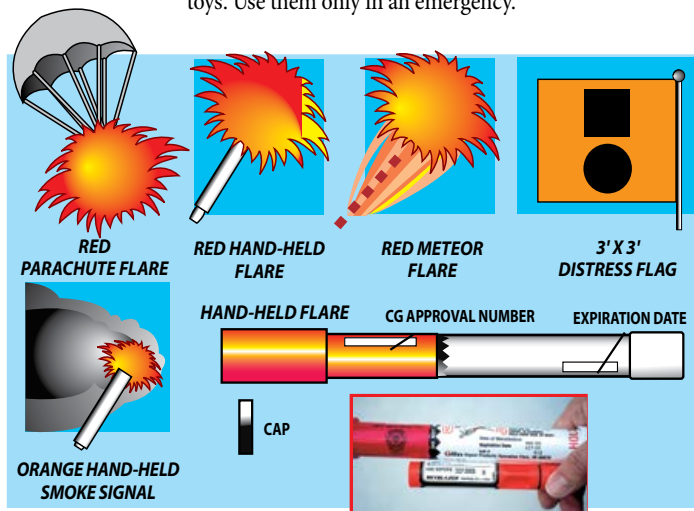 toys. Use them only in an emergency.
RED
PARACHUTE FLARE
RED HAND-HELD
FLARE
RED METEOR
FLARE
3' X 3'
DISTRESS FLAG
HAND-HELD FLARE
CG APPROVAL NUMBER
EXPIRATION DATE
CAP
ORANGE HAND-HELD
SMOKE SIGNAL